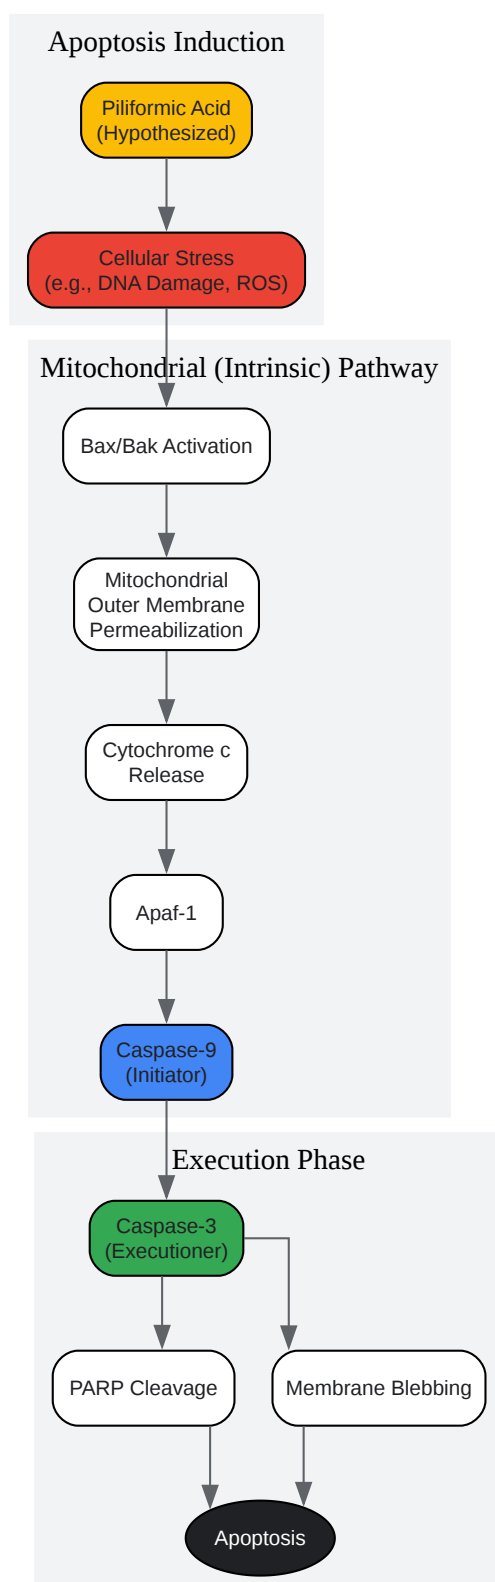 Apoptosis Induction
Piliformic Acid
(Hypothesized)
Cellular Stress
(e.g., DNA Damage, ROS)
Mitochondrial (Intrinsic) Pathway
Bax/Bak Activation
Mitochondrial
Outer Membrane
Permeabilization
Cytochrome c
Release
Apaf-1
Caspase-9
(Initiator)
Execution Phase
Caspase-3
(Executioner)
PARP Cleavage
Membrane Blebbing
Apoptosis